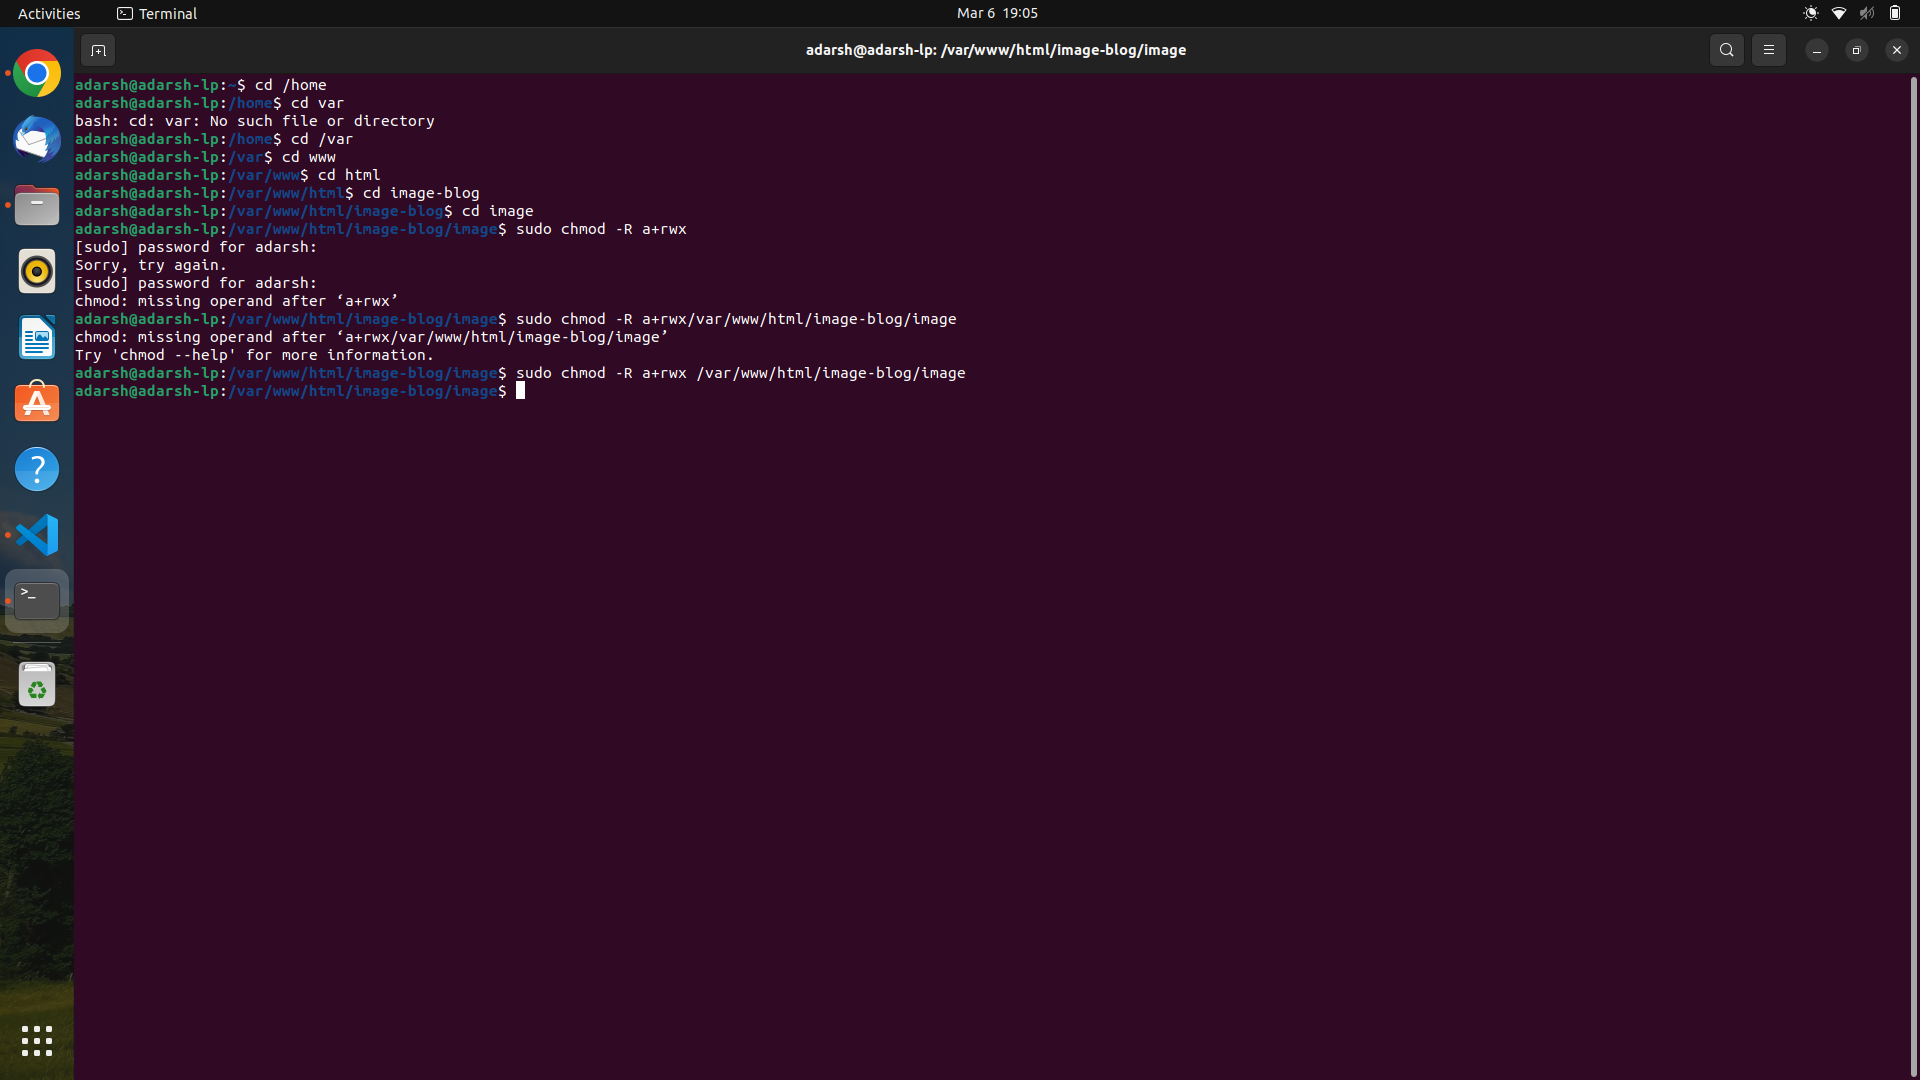 Activities
Terminal
Mar 6 19:05
adarsh@adarsh-lp: /var/www/html/image-blog/image
adarsh@adarsh-lp:~$ cd /home
adarsh@adarsh-lp:/home$ cd var
bash: cd: var: No such file or directory
adarsh@adarsh-lp:/home$ cd /var
adarsh@adarsh-lp:/var$ cd www
adarsh@adarsh-lp:/var/www$ cd html
adarsh@adarsh-lp:/var/www/html$ cd image-blog
adarsh@adarsh-lp:/var/www/html/image-blog$ cd image
adarsh@adarsh-lp:/var/www/html/image-blog/image$ sudo chmod -R a+rwx
[sudo] password for adarsh:
Sorry, try again.
[sudo] password for adarsh:
chmod: missing operand after ‘a+rwx’
adarsh@adarsh-lp:/var/www/html/image-blog/image$ sudo chmod -R a+rwx/var/www/html/image-blog/image
chmod: missing operand after ‘a+rwx/var/www/html/image-blog/image’
Try 'chmod --help' for more information.
adarsh@adarsh-lp:/var/www/html/image-blog/image$ sudo chmod -R a+rwx /var/www/html/image-blog/image
adarsh@adarsh-lp:/var/www/html/image-blog/image$